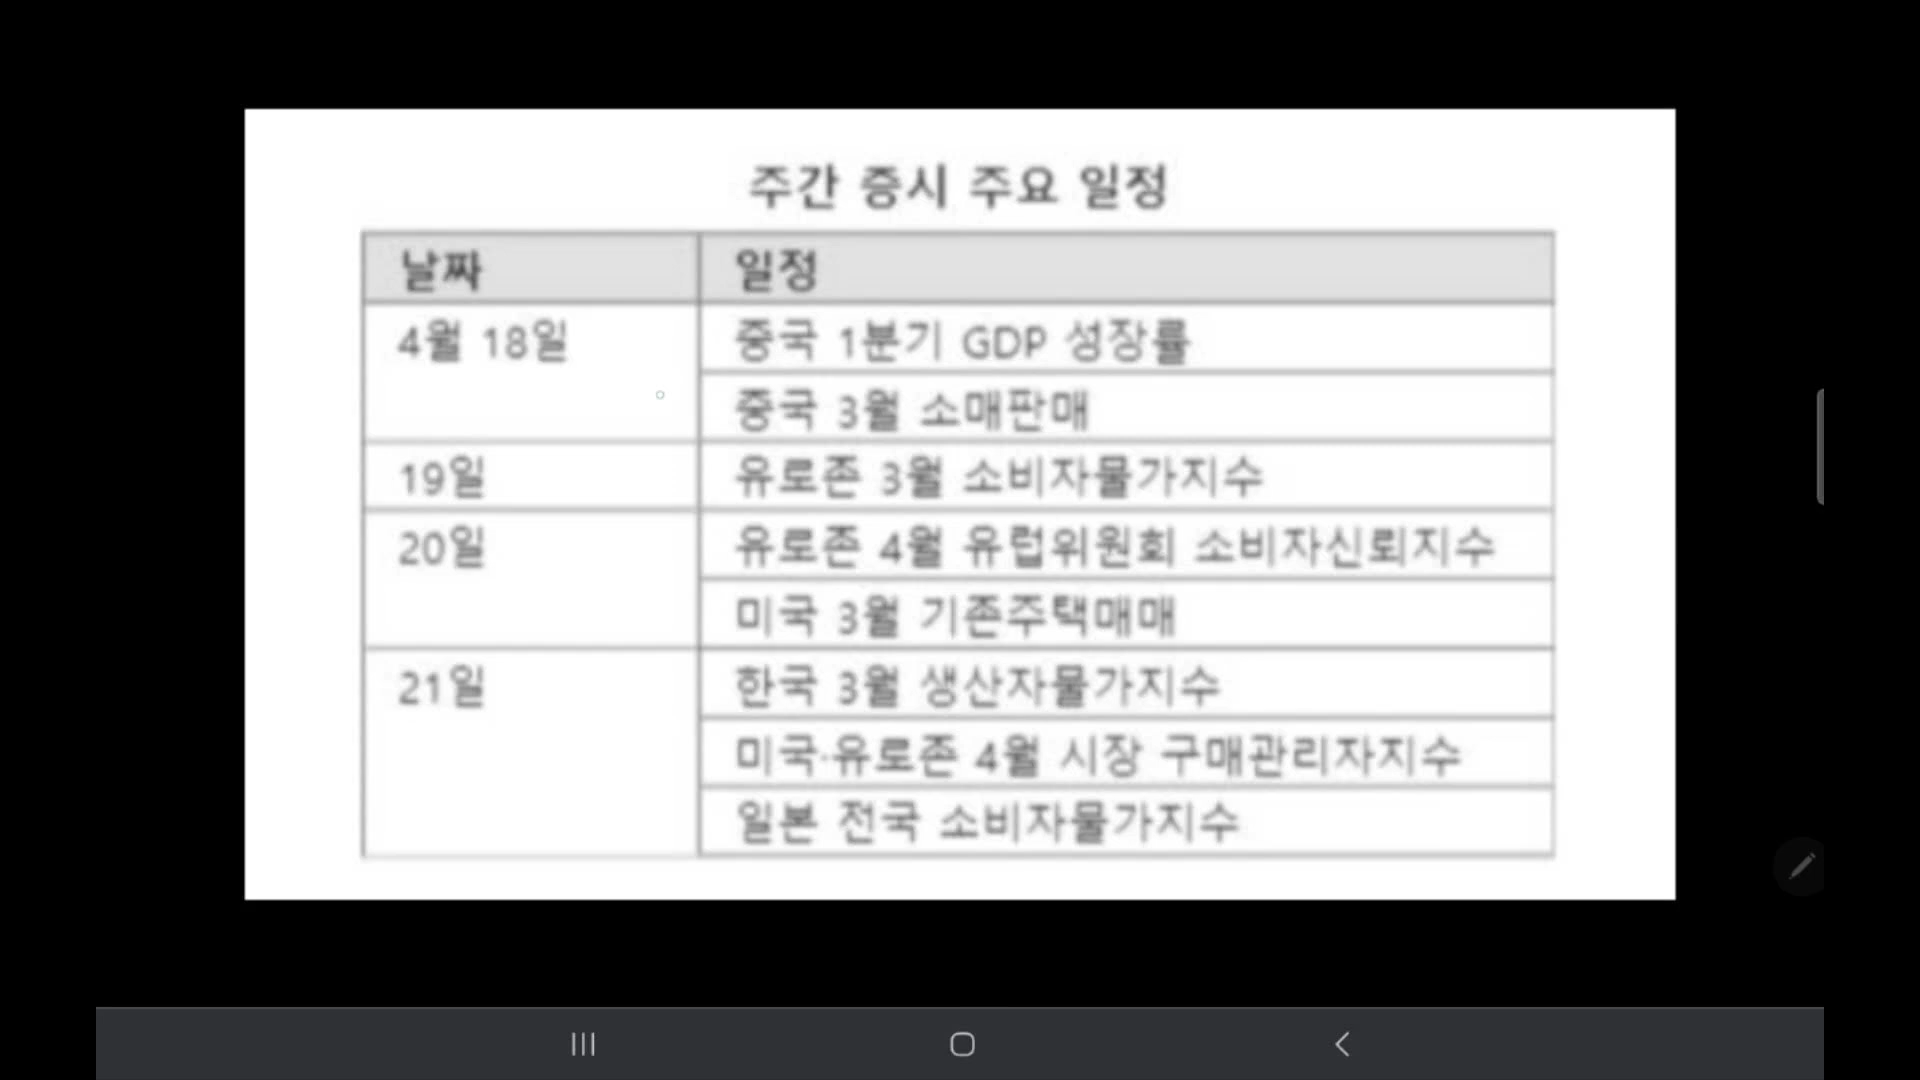 주간 증시 주요 일정
날짜 일정
4월 18일 중국 1분기 GDP 성장률
중국 3월 소매판매
19일 유로존 3월 소비자물가지수
20일 유로존 4월 유럽위원회 소비자신뢰지수
미국 3월 기존주택매매
21일 한국 3월 생산자물가지수
미국·유로존 4월 시장 구매관리자지수
일본 전국 소비자물가지수